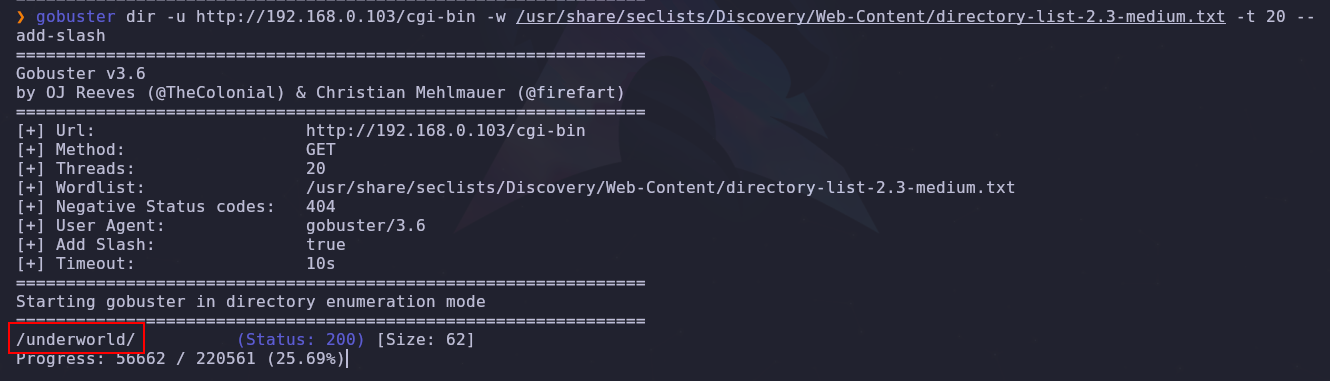 ===============================================================
❯ gobuster dir -u http://192.168.0.103/cgi-bin -w /usr/share/seclists/Discovery/Web-Content/directory-list-2.3-medium.txt -t 20 --
add-slash
===============================================================
Gobuster v3.6
by OJ Reeves (@TheColonial) & Christian Mehlmauer (@firefart)
===============================================================
[+] Url:                     http://192.168.0.103/cgi-bin
[+] Method:                  GET
[+] Threads:                 20
[+] Wordlist:                /usr/share/seclists/Discovery/Web-Content/directory-list-2.3-medium.txt
[+] Negative Status codes:   404
[+] User Agent:              gobuster/3.6
[+] Add Slash:               true
[+] Timeout:                 10s
===============================================================
Starting gobuster in directory enumeration mode
===============================================================
/underworld/          (Status: 200) [Size: 62]
Progress: 56662 / 220561 (25.69%)